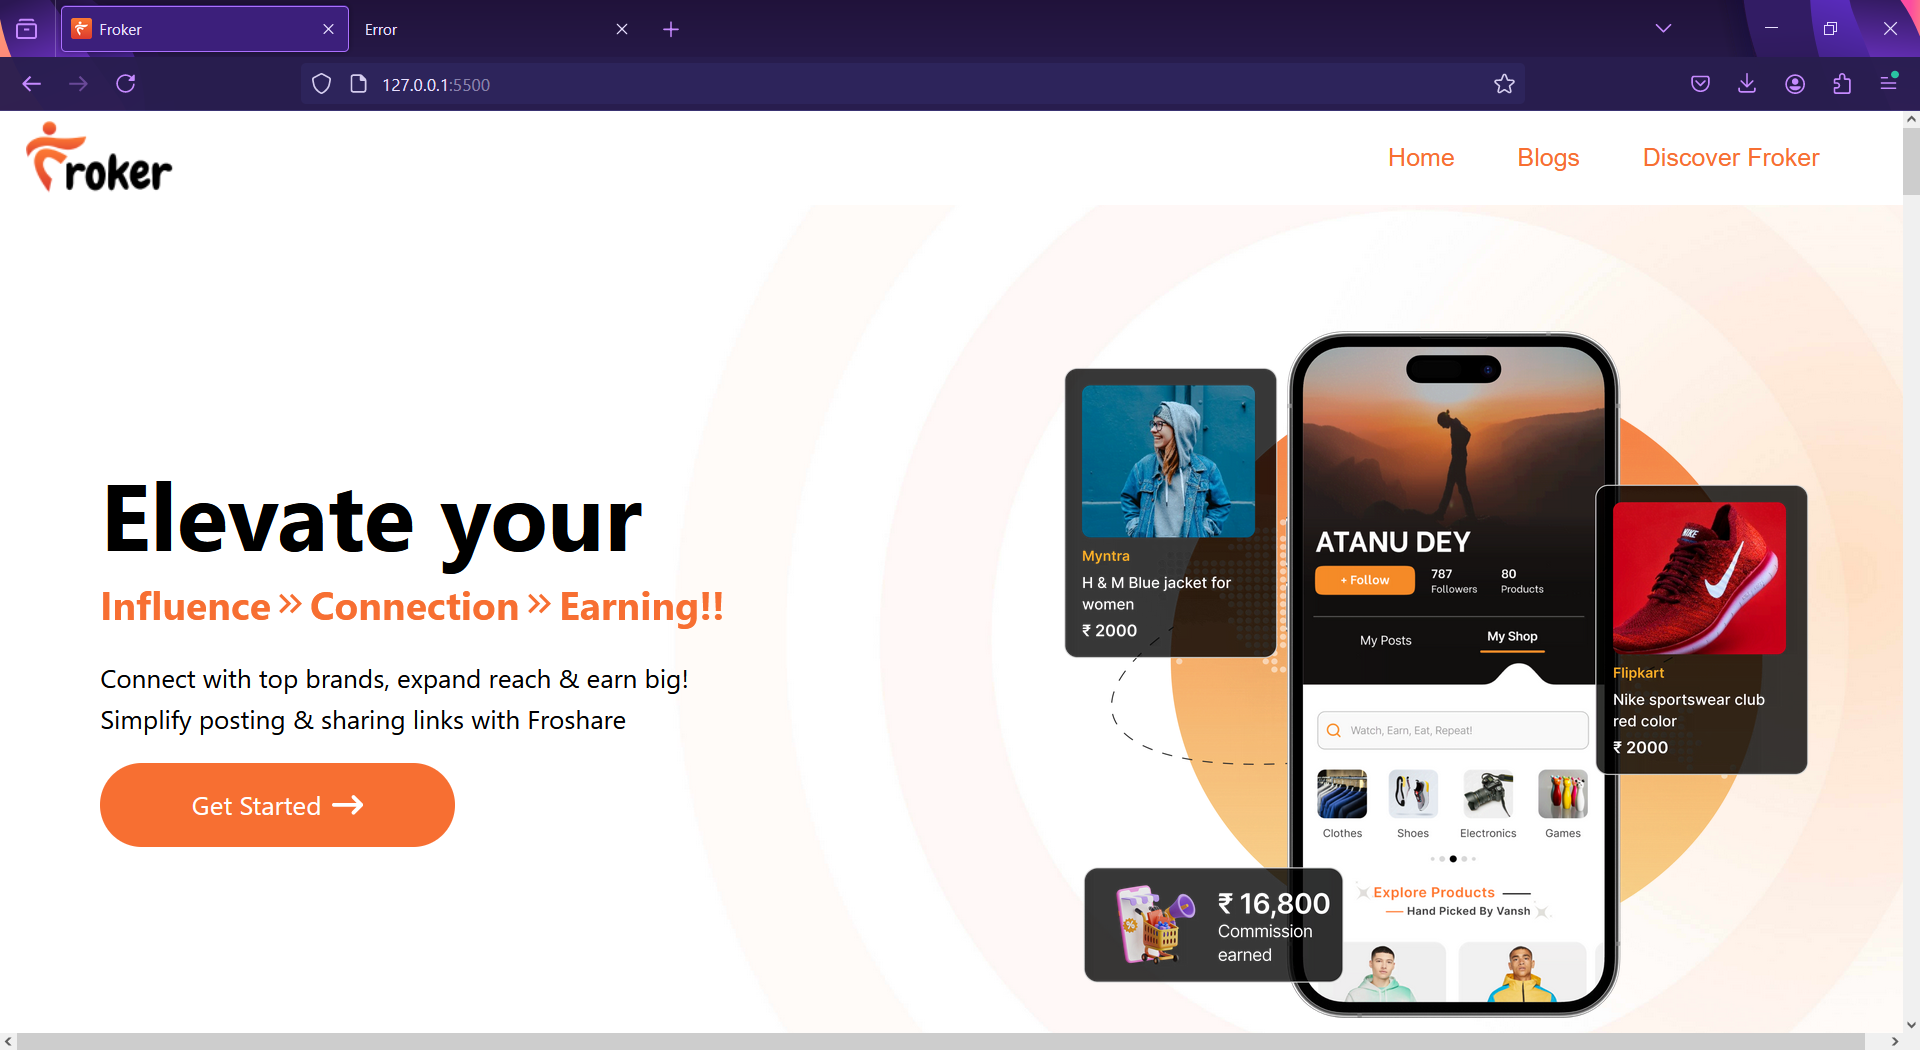 Froker
Error
127.0.0.1:5500
Froker
Home
Blogs
Discover Froker
Elevate your
Influence » Connection » Earning!!
Connect with top brands, expand reach & earn big!
Simplify posting & sharing links with Froshare
Get Started →
Myntra
H & M Blue jacket for
women
₹ 2000
ATANU DEY
+ Follow
787
Followers
80
Products
My Posts
My Shop
Watch, Earn, Eat, Repeat!
Clothes
Shoes
Electronics
Games
Explore Products
Hand Picked By Vansh
NIKE
Flipkart
Nike sportswear club
red color
₹ 2000
%
₹ 16,800
Commission
earned